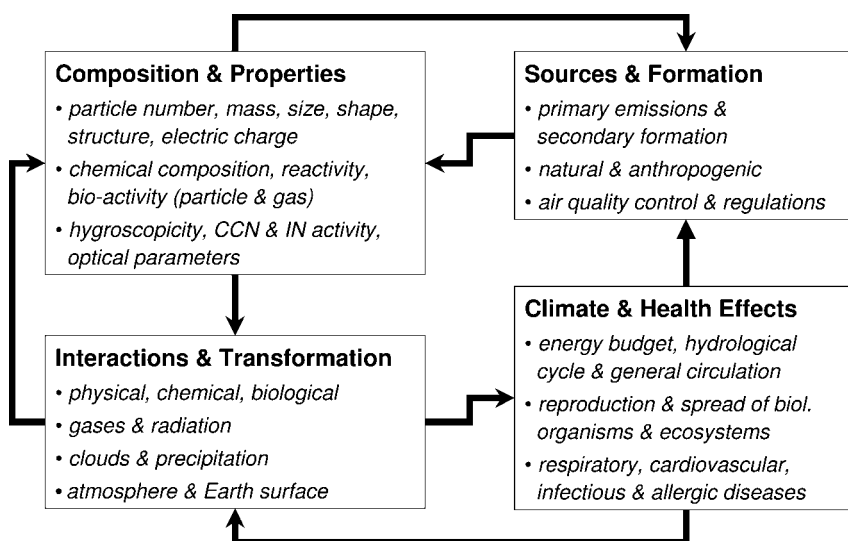 Composition & Properties
• particle number, mass, size, shape,
structure, electric charge
• chemical composition, reactivity,
bio-activity (particle & gas)
• hygroscopicity, CCN & IN activity,
optical parameters
Sources & Formation
• primary emissions &
secondary formation
• natural & anthropogenic
• air quality control & regulations
Interactions & Transformation
• physical, chemical, biological
• gases & radiation
• clouds & precipitation
• atmosphere & Earth surface
Climate & Health Effects
• energy budget, hydrological
cycle & general circulation
• reproduction & spread of biol.
organisms & ecosystems
• respiratory, cardiovascular,
infectious & allergic diseases